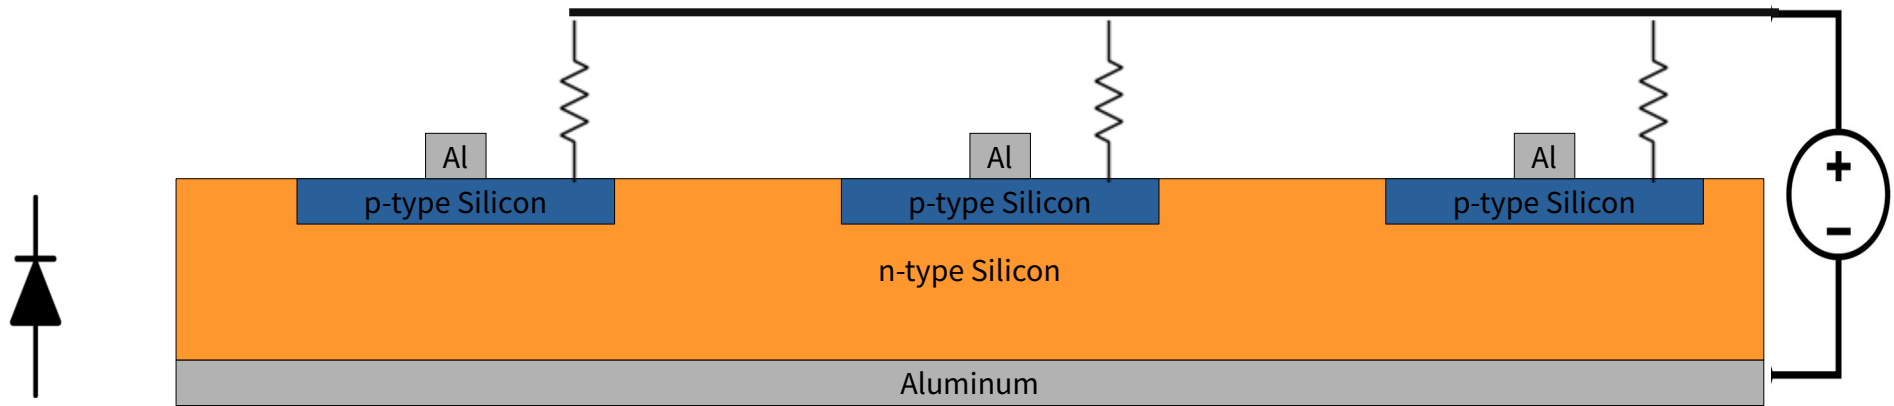 Al
Al
Al
p-type Silicon
p-type Silicon
p-type Silicon
+
−
n-type Silicon
Aluminum